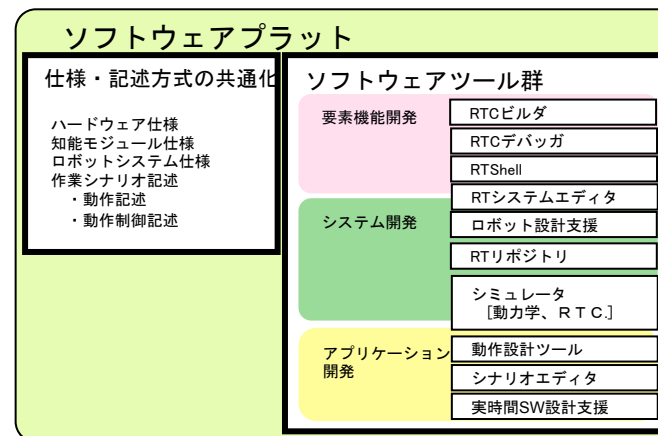 ソフトウェアプラット
仕様・記述方式の共通化
ハードウェア仕様
知能モジュール仕様
ロボットシステム仕様
作業シナリオ記述
・動作記述
・動作制御記述
ソフトウェアツール群
要素機能開発
RTCビルダ
RTCデバッガ
RTShell
RTシステムエディタ
システム開発
ロボット設計支援
RTリポジトリ
シミュレータ
[動力学、ＲＴＣ.]
アプリケーション
開発
動作設計ツール
シナリオエディタ
実時間SW設計支援